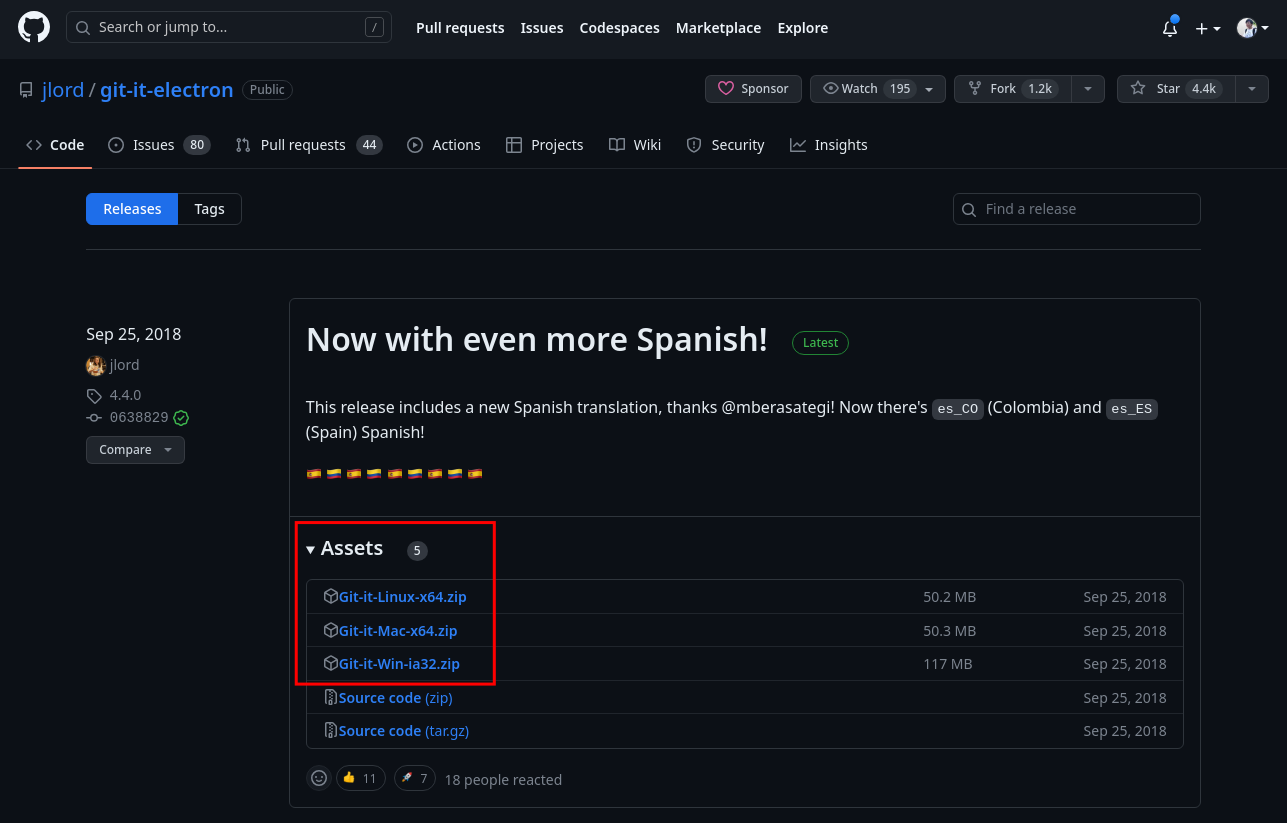 Search or jump to... / Pull requests Issues Codespaces Marketplace Explore
jlord / git-it-electron Public Sponsor Watch 195 Fork 1.2k Star 4.4k
Code Issues 80 Pull requests 44 Actions Projects Wiki Security Insights
Releases Tags Find a release
Sep 25, 2018
jlord
4.4.0
0638829
Compare
Now with even more Spanish! Latest
This release includes a new Spanish translation, thanks @mberasategi! Now there's es_CO (Colombia) and es_ES
(Spain) Spanish!
Assets 5
Git-it-Linux-x64.zip 50.2 MB Sep 25, 2018
Git-it-Mac-x64.zip 50.3 MB Sep 25, 2018
Git-it-Win-ia32.zip 117 MB Sep 25, 2018
Source code (zip) Sep 25, 2018
Source code (tar.gz) Sep 25, 2018
11 7 18 people reacted